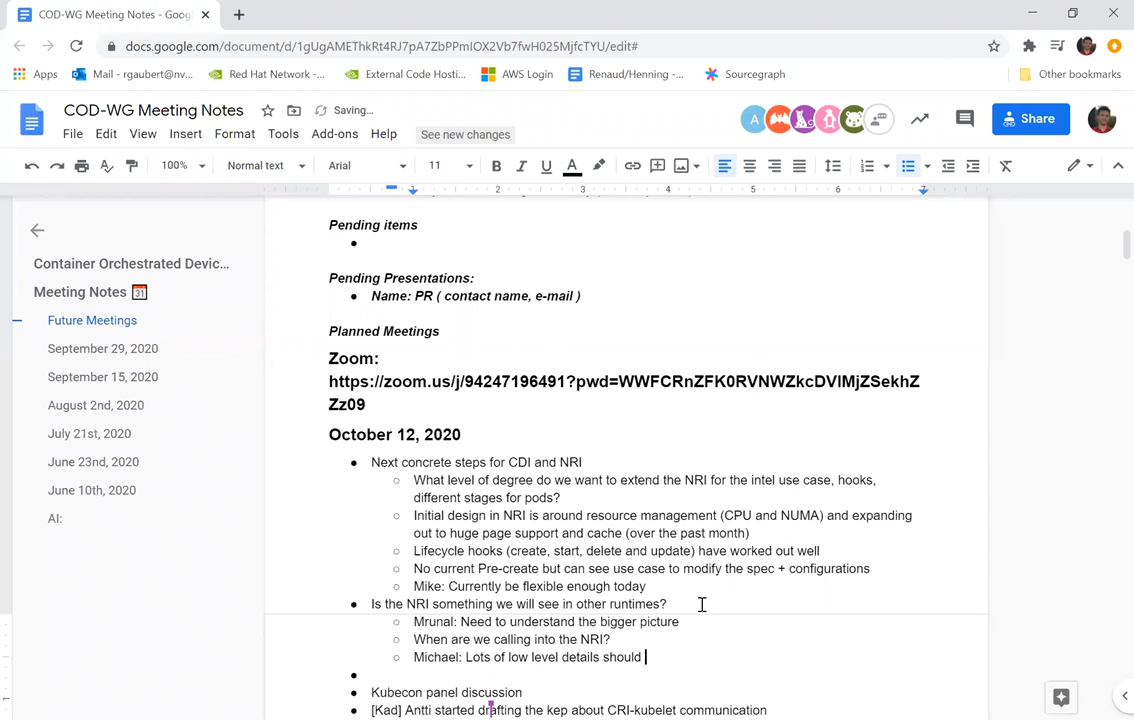 COD-WG Meeting Notes - Goog
docs.google.com/document/d/1gUgAMEThkRt4RJ7pA7ZbPPmIOX2Vb7fwH025MjfcTYU/edit#
Apps Mail - rgaubert@nv... Red Hat Network -... External Code Hosti... AWS Login Renaud/Henning -... Sourcegraph Other bookmarks
COD-WG Meeting Notes Saving...
File Edit View Insert Format Tools Add-ons Help See new changes
A Share
100% Normal text Arial 11 B I U A
1 2 3 4 5 6 7
Pending items
Pending Presentations:
Name: PR ( contact name, e-mail )
Planned Meetings
Zoom:
https://zoom.us/j/94247196491?pwd=WWFCRnZFK0RVNWZkcDVlMjZSekhZ
Zz09
October 12, 2020
Next concrete steps for CDI and NRI
What level of degree do we want to extend the NRI for the intel use case, hooks,
different stages for pods?
Initial design in NRI is around resource management (CPU and NUMA) and expanding
out to huge page support and cache (over the past month)
Lifecycle hooks (create, start, delete and update) have worked out well
No current Pre-create but can see use case to modify the spec + configurations
Mike: Currently be flexible enough today
Is the NRI something we will see in other runtimes?
Mrunal: Need to understand the bigger picture
When are we calling into the NRI?
Michael: Lots of low level details should
Kubecon panel discussion
[Kad] Antti started drafting the kep about CRI-kubelet communication
Container Orchestrated Devic...
Meeting Notes 31
Future Meetings
September 29, 2020
September 15, 2020
August 2nd, 2020
July 21st, 2020
June 23nd, 2020
June 10th, 2020
AI: